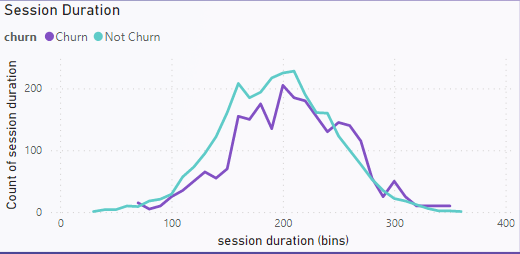 Session Duration
churn Churn Not Churn
Count of session duration
200
100
0
0 100 200 300 400
session duration (bins)